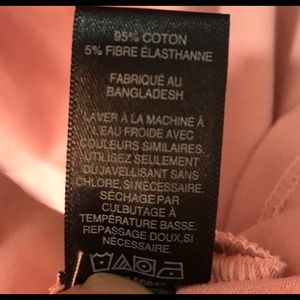 95% COTON
5% FIBRE ÉLASTHANNE
FABRIQUÉ AU
BANGLADESH
LAVER À LA MACHINE À
L'EAU FROIDE AVEC
COULEURS SIMILAIRES.
UTILISEZ SEULEMENT
DU JAVELLISANT SANS
CHLORE, SI NÉCESSAIRE.
SÉCHAGE PAR
CULBUTAGE À
TEMPÉRATURE BASSE.
REPASSAGE DOUX, SI
NÉCESSAIRE.